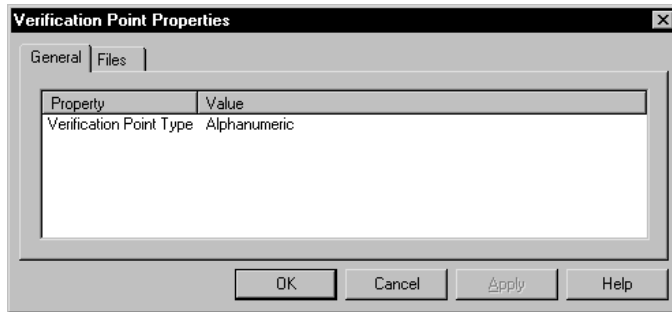 Verification Point Properties
General Files
Property Value
Verification Point Type Alphanumeric
OK Cancel Apply Help